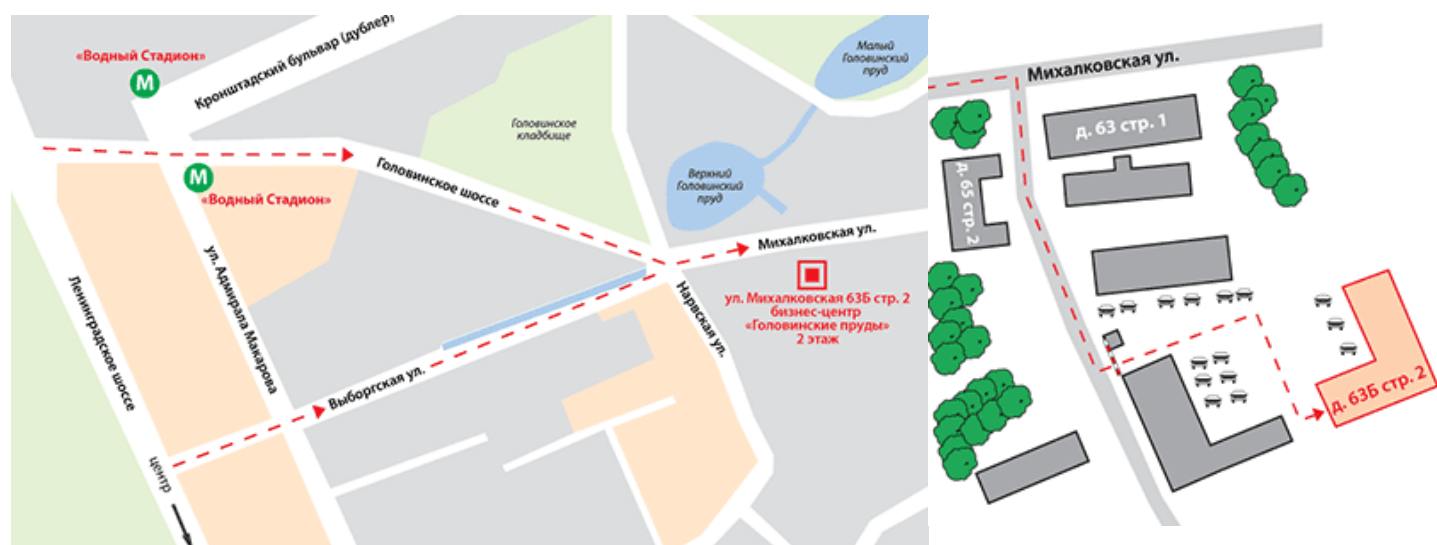 «Водный Стадион»
М
Кронштадский бульвар (дублер)
М
«Водный Стадион»
Головинское шоссе
Головинское
кладбище
Малый
Головинский
пруд
Верхний
Головинский
пруд
Михалковская ул.
ул. Михалковская 63Б стр. 2
бизнес-центр
«Головинские пруды»
2 этаж
Нарвская ул.
ул. Адмирала Макарова
Ленинградское шоссе
Выборгская ул.
центр
Михалковская ул.
д. 63 стр. 1
д. 65 стр. 2
д. 63Б стр. 2